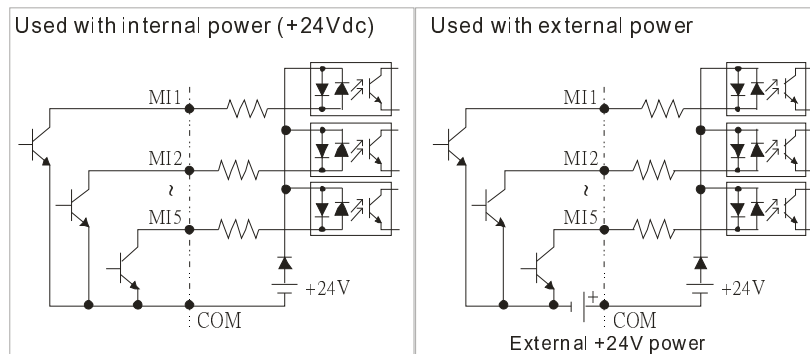 Used with internal power (+24Vdc)
MI1
MI2
~
MI5
+24V
COM
Used with external power
MI1
MI2
~
MI5
+24V
+
COM
External +24V power